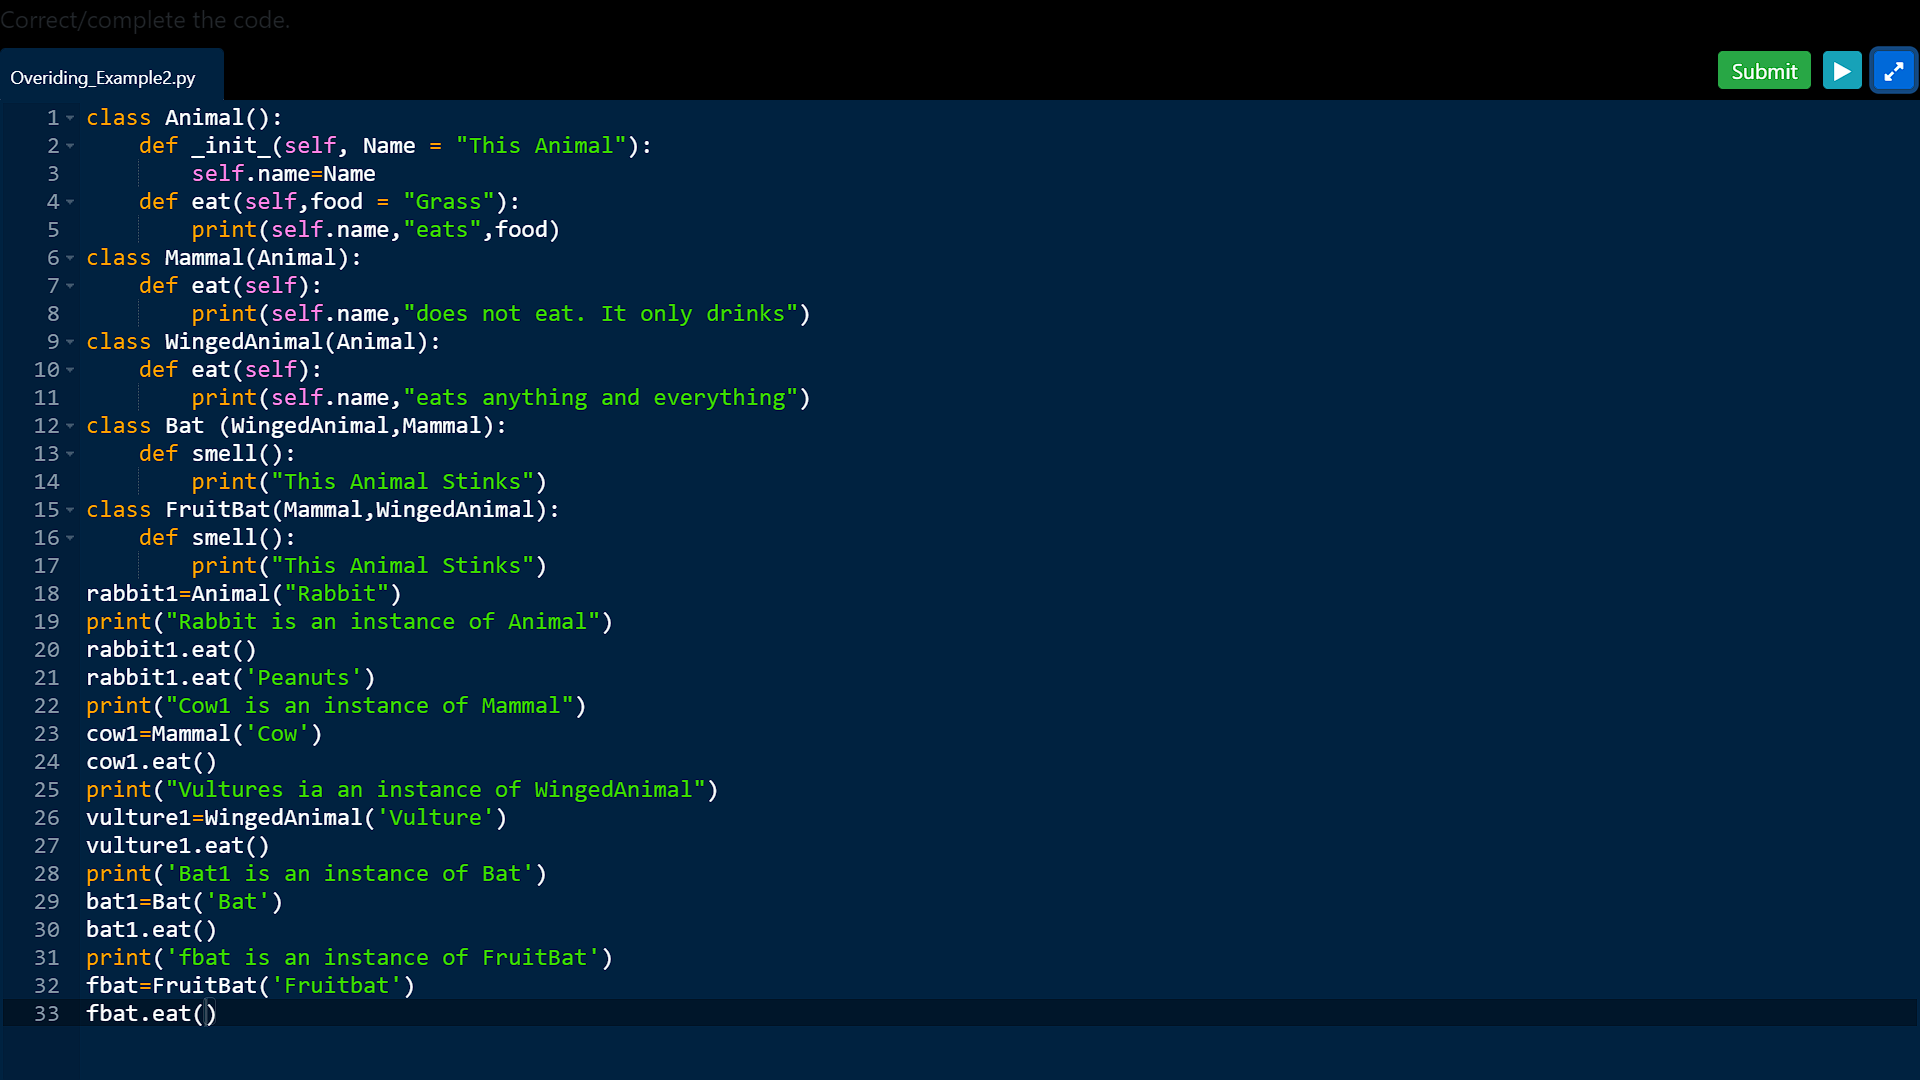 Correct/complete the code.
Overiding_Example2.py
Submit
1 class Animal():
2     def _init_(self, Name = "This Animal"):
3         self.name=Name
4     def eat(self,food = "Grass"):
5         print(self.name,"eats",food)
6 class Mammal(Animal):
7     def eat(self):
8         print(self.name,"does not eat. It only drinks")
9 class WingedAnimal(Animal):
10     def eat(self):
11         print(self.name,"eats anything and everything")
12 class Bat (WingedAnimal,Mammal):
13     def smell():
14         print("This Animal Stinks")
15 class FruitBat(Mammal,WingedAnimal):
16     def smell():
17         print("This Animal Stinks")
18 rabbit1=Animal("Rabbit")
19 print("Rabbit is an instance of Animal")
20 rabbit1.eat()
21 rabbit1.eat('Peanuts')
22 print("Cow1 is an instance of Mammal")
23 cow1=Mammal('Cow')
24 cow1.eat()
25 print("Vultures ia an instance of WingedAnimal")
26 vulture1=WingedAnimal('Vulture')
27 vulture1.eat()
28 print('Bat1 is an instance of Bat')
29 bat1=Bat('Bat')
30 bat1.eat()
31 print('fbat is an instance of FruitBat')
32 fbat=FruitBat('Fruitbat')
33 fbat.eat()